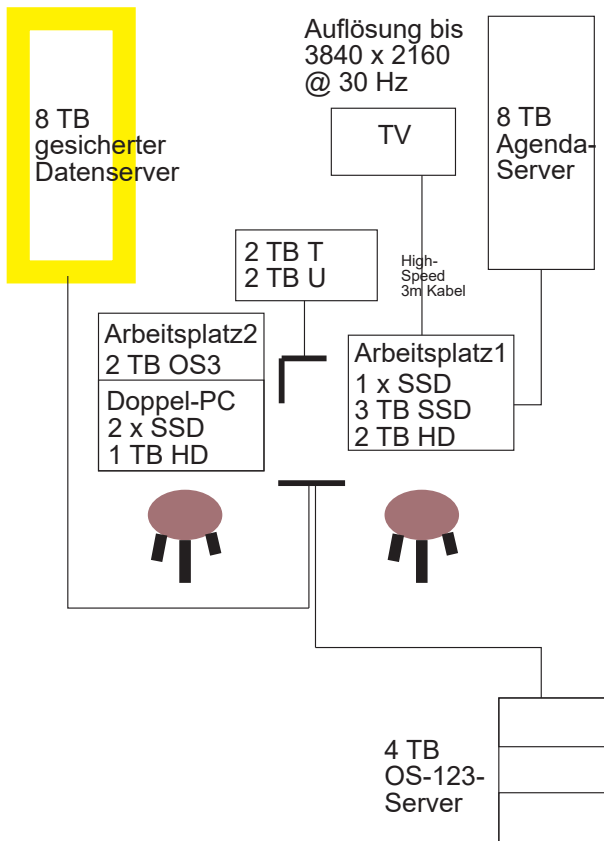 Auflösung bis
3840 x 2160
@ 30 Hz
8 TB
gesicherter
Datenserver
TV
8 TB
Agenda-
Server
2 TB T
2 TB U
High-
Speed
3m Kabel
Arbeitsplatz2
2 TB OS3
Doppel-PC
2 x SSD
1 TB HD
Arbeitsplatz1
1 x SSD
3 TB SSD
2 TB HD
4 TB
OS-123-
Server